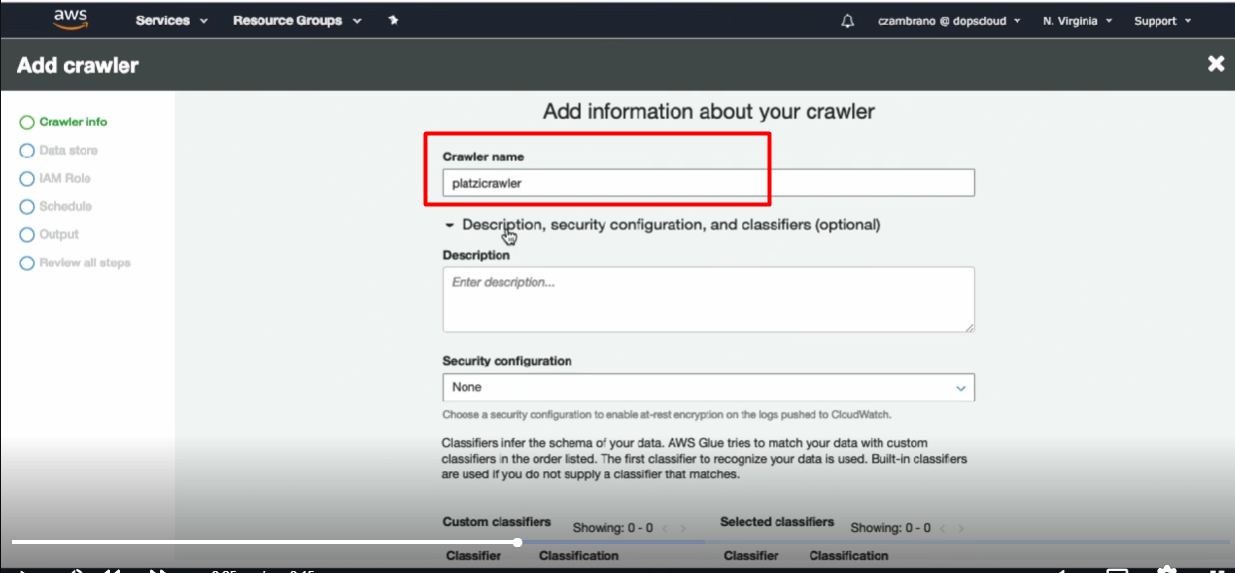 aws Services Resource Groups czambrano @ dopscloud N. Virginia Support
Add crawler
Crawler info
Data store
IAM Role
Schedule
Output
Review all steps
Add information about your crawler
Crawler name
platzicrawler
Description, security configuration, and classifiers (optional)
Description
Enter description...
Security configuration
None
Choose a security configuration to enable at-rest encryption on the logs pushed to CloudWatch.
Classifiers infer the schema of your data. AWS Glue tries to match your data with custom
classifiers in the order listed. The first classifier to recognize your data is used. Built-in classifiers
are used if you do not supply a classifier that matches.
Custom classifiers Showing: 0 - 0 Selected classifiers Showing: 0 - 0
Classifier Classification Classifier Classification